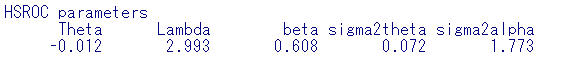 HSROC parameters
Theta Lambda beta sigma2theta sigma2alpha
-0.012 2.993 0.608 0.072 1.773